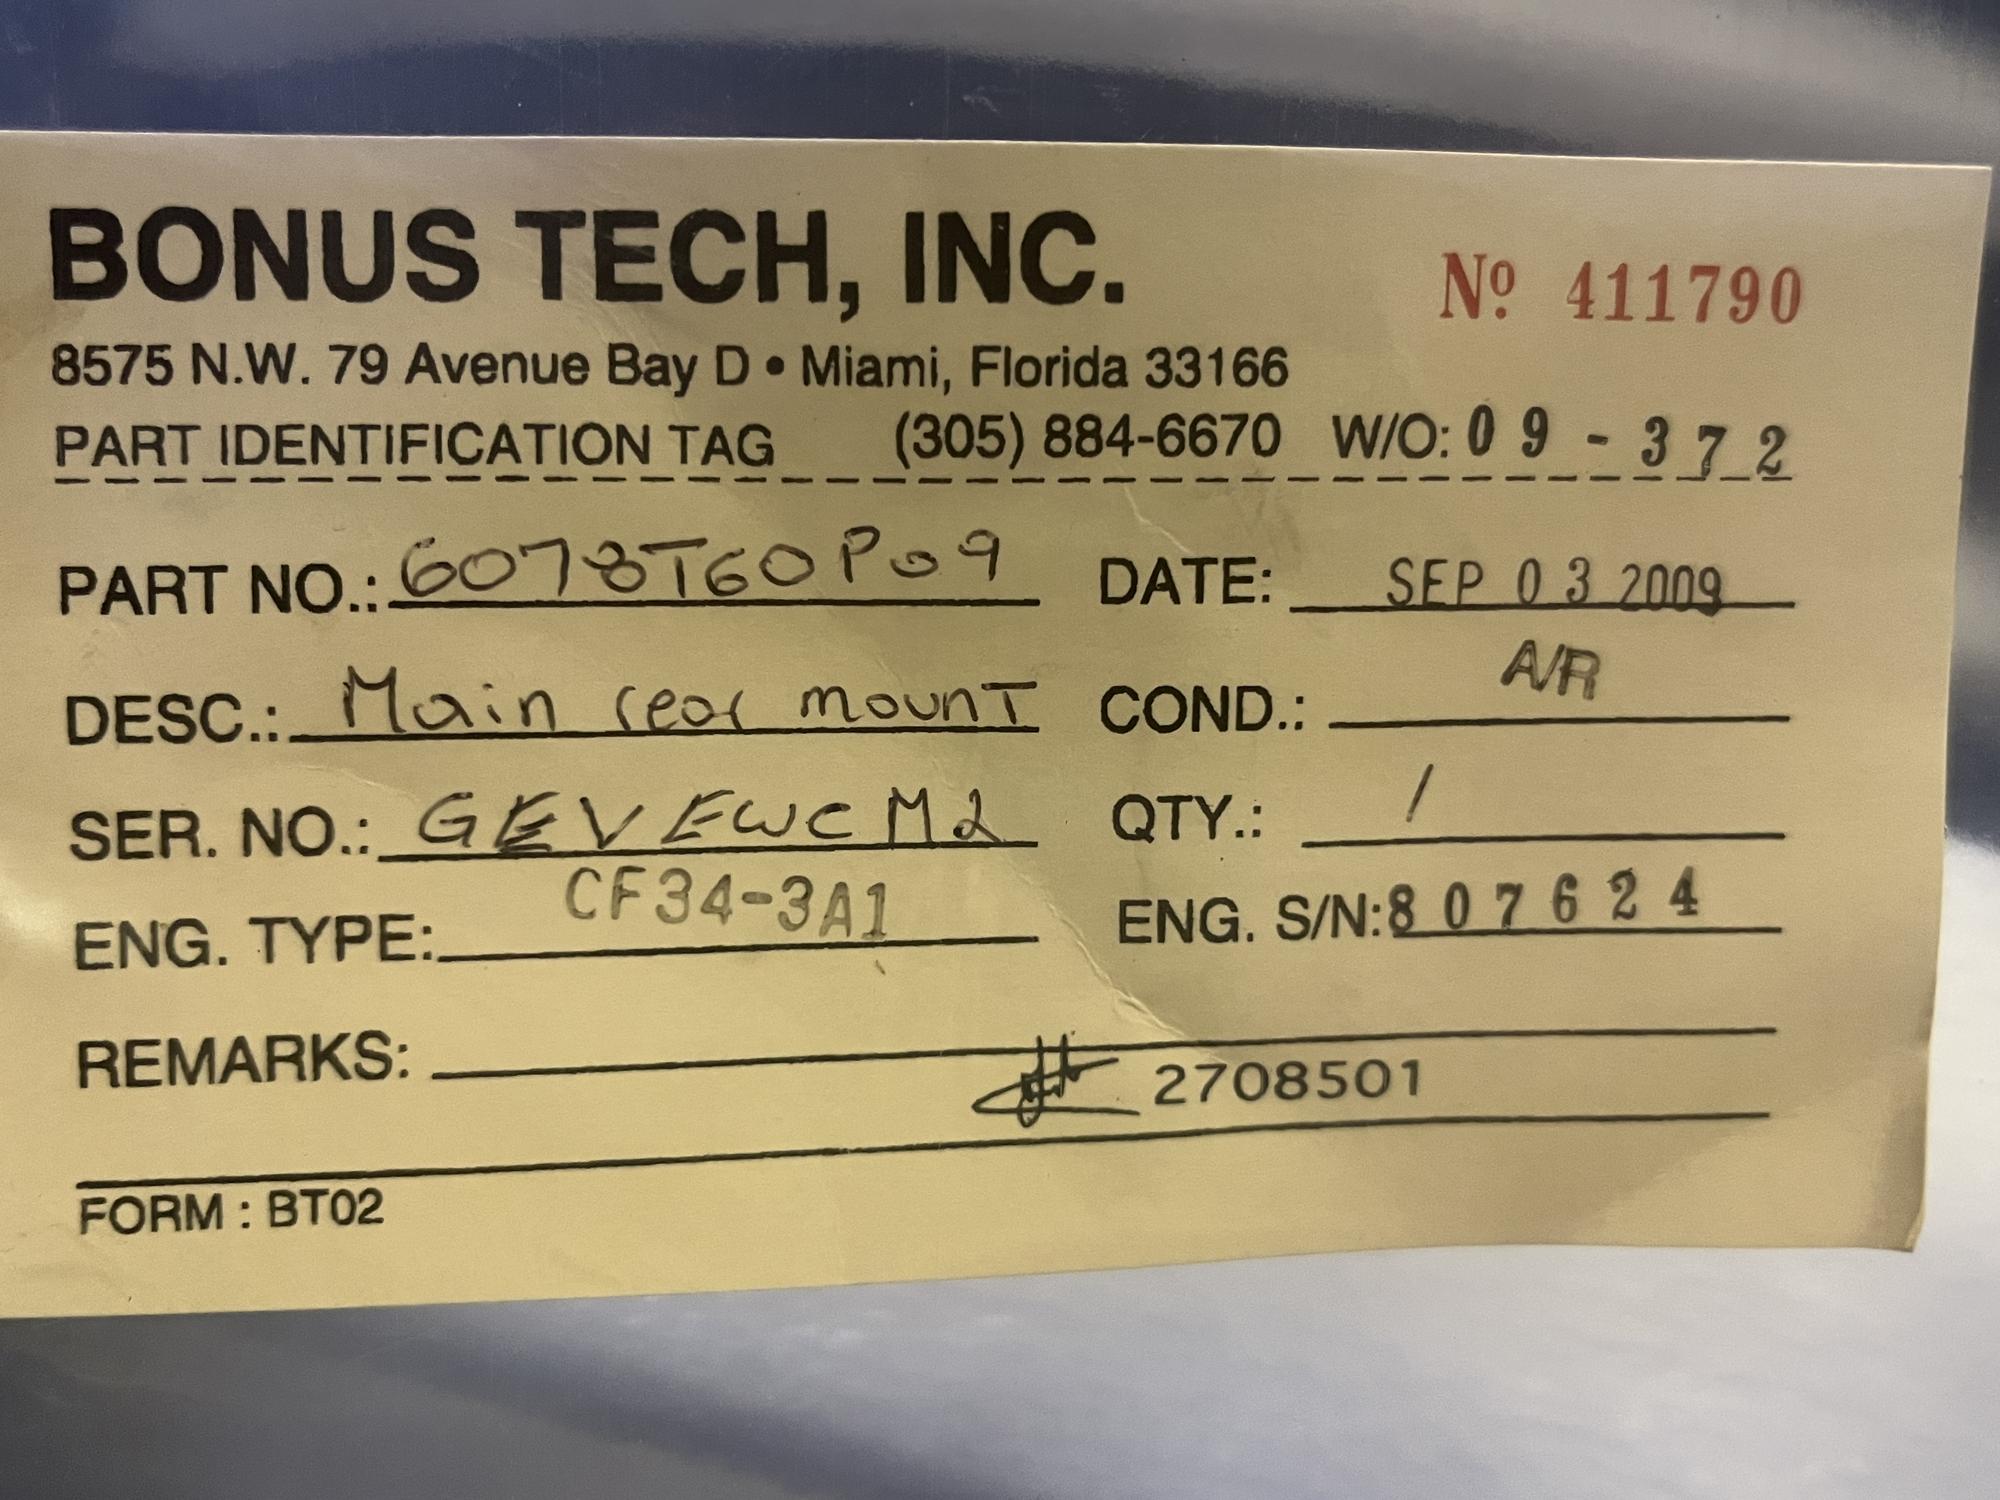 BONUS TECH, INC.
Nº 411790
8575 N.W. 79 Avenue Bay D • Miami, Florida 33166
PART IDENTIFICATION TAG (305) 884-6670 W/O: 09-372
PART NO.: 6078T60P09 DATE: SEP 03 2009
DESC.: Main rear mount COND.: A/R
SER. NO.: GEVEWCM2 QTY.: 1
ENG. TYPE: CF34-3A1 ENG. S/N: 807624
REMARKS:
2708501
FORM : BT02